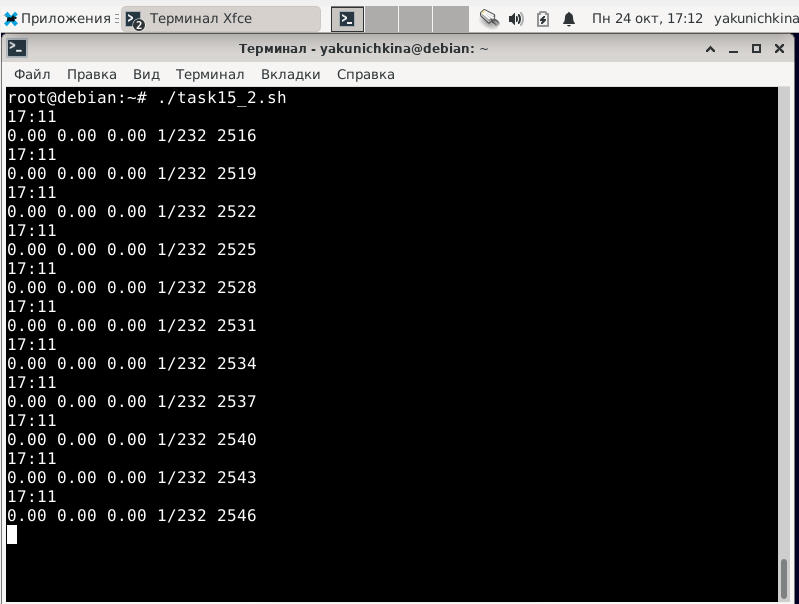 Приложения
2 Терминал Xfce
Пн 24 окт, 17:12 yakunichkina
Терминал - yakunichkina@debian: ~
Файл Правка Вид Терминал Вкладки Справка
root@debian:~# ./task15_2.sh
17:11
0.00 0.00 0.00 1/232 2516
17:11
0.00 0.00 0.00 1/232 2519
17:11
0.00 0.00 0.00 1/232 2522
17:11
0.00 0.00 0.00 1/232 2525
17:11
0.00 0.00 0.00 1/232 2528
17:11
0.00 0.00 0.00 1/232 2531
17:11
0.00 0.00 0.00 1/232 2534
17:11
0.00 0.00 0.00 1/232 2537
17:11
0.00 0.00 0.00 1/232 2540
17:11
0.00 0.00 0.00 1/232 2543
17:11
0.00 0.00 0.00 1/232 2546